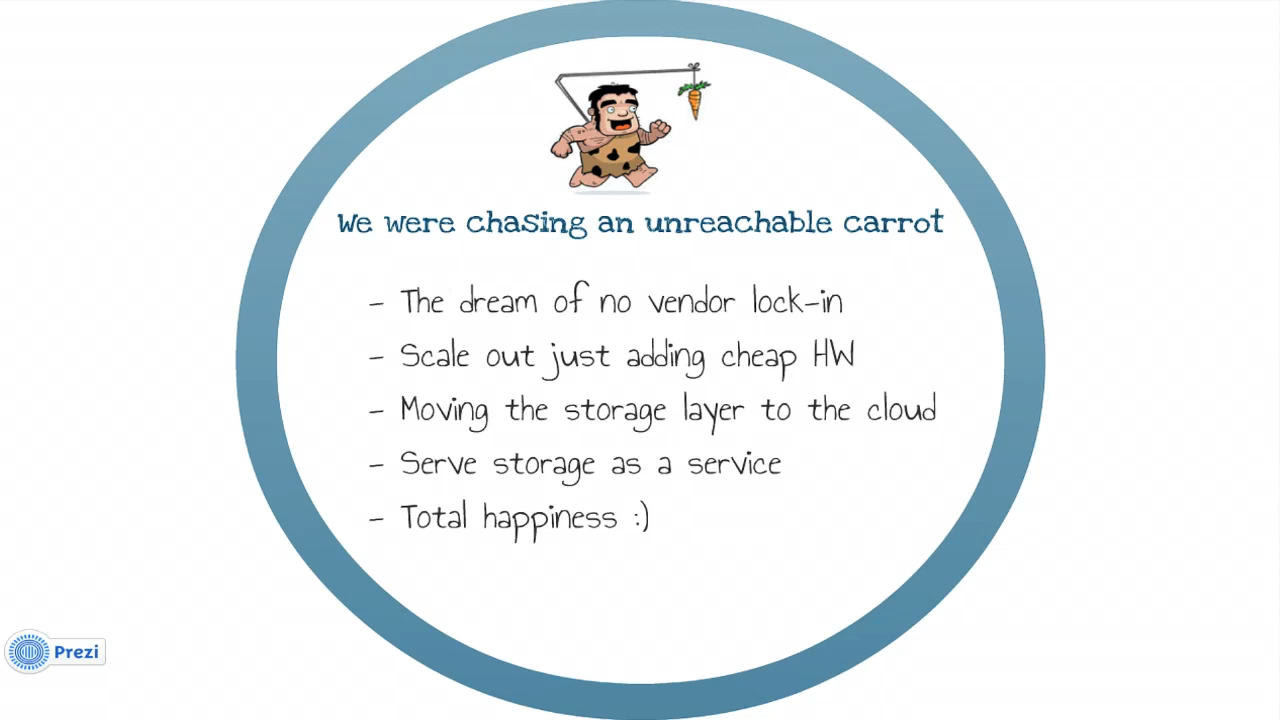 We were chasing an unreachable carrot
- The dream of no vendor lock-in
- Scale out just adding cheap HW
- Moving the storage layer to the cloud
- Serve storage as a service
- Total happiness :)
Prezi